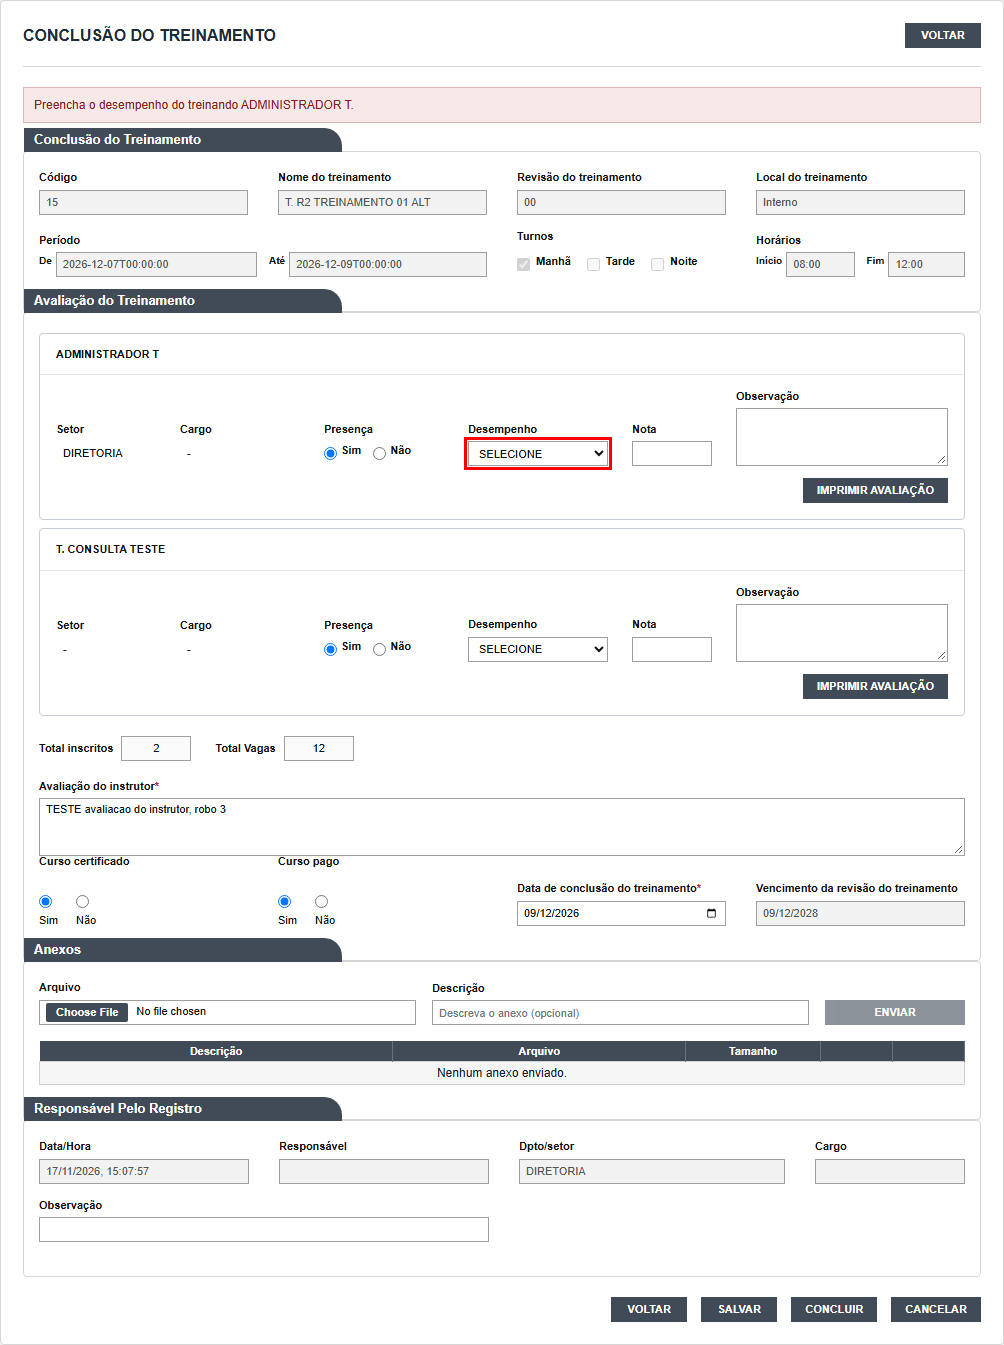 CONCLUSÃO DO TREINAMENTO
VOLTAR
Preencha o desempenho do treinando ADMINISTRADOR T.
Conclusão do Treinamento
Código Nome do treinamento Revisão do treinamento Local do treinamento
15 T. R2 TREINAMENTO 01 ALT 00 Interno
Período Turnos Horários
De 2026-12-07T00:00:00 Até 2026-12-09T00:00:00 Manhã Tarde Noite Início 08:00 Fim 12:00
Avaliação do Treinamento
ADMINISTRADOR T
Observação
Setor Cargo Presença Desempenho Nota
DIRETORIA - Sim Não SELECIONE
IMPRIMIR AVALIAÇÃO
T. CONSULTA TESTE
Observação
Setor Cargo Presença Desempenho Nota
- - Sim Não SELECIONE
IMPRIMIR AVALIAÇÃO
Total inscritos 2 Total Vagas 12
Avaliação do instrutor*
TESTE avaliacao do instrutor, robo 3
Curso certificado Curso pago
Data de conclusão do treinamento* Vencimento da revisão do treinamento
Sim Não Sim Não 09/12/2026 09/12/2028
Anexos
Arquivo Descrição
Choose File No file chosen Descreva o anexo (opcional) ENVIAR
Descrição Arquivo Tamanho
Nenhum anexo enviado.
Responsável Pelo Registro
Data/Hora Responsável Dpto/setor Cargo
17/11/2026, 15:07:57 DIRETORIA
Observação
VOLTAR SALVAR CONCLUIR CANCELAR